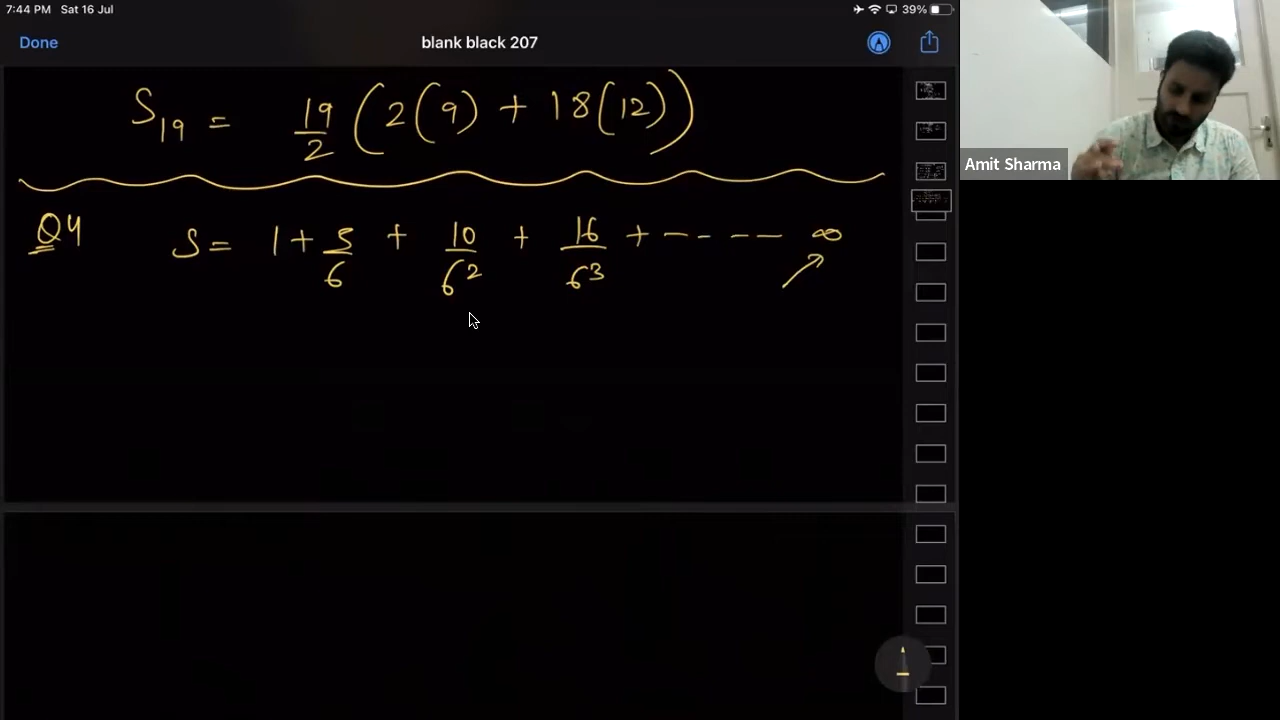 7:44 PM Sat 16 Jul
39%
Done
blank black 207
S₁₉ = 19/2 (2(9) + 18(12))
Amit Sharma
Q4 S = 1 + 5/6 + 10/6² + 16/6³ + ----- ∞